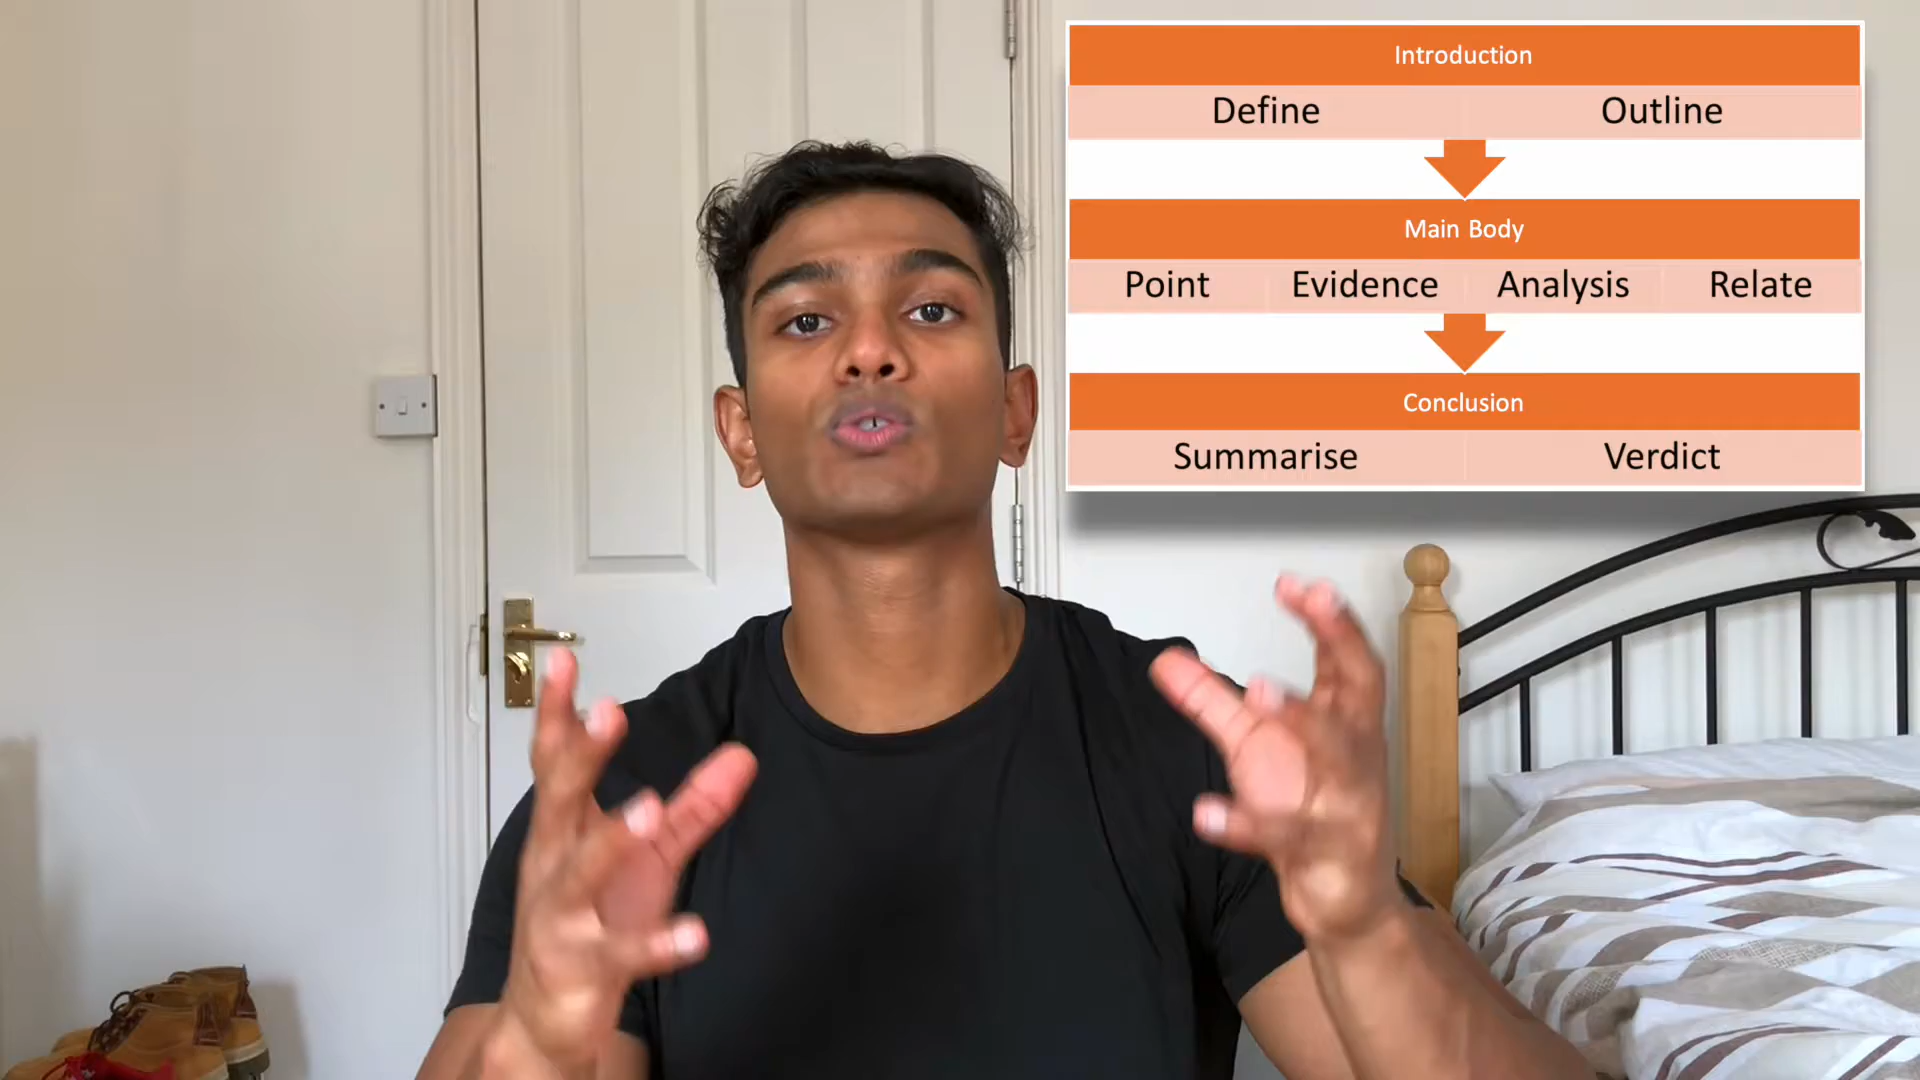 Introduction
Define Outline
Main Body
Point Evidence Analysis Relate
Conclusion
Summarise Verdict